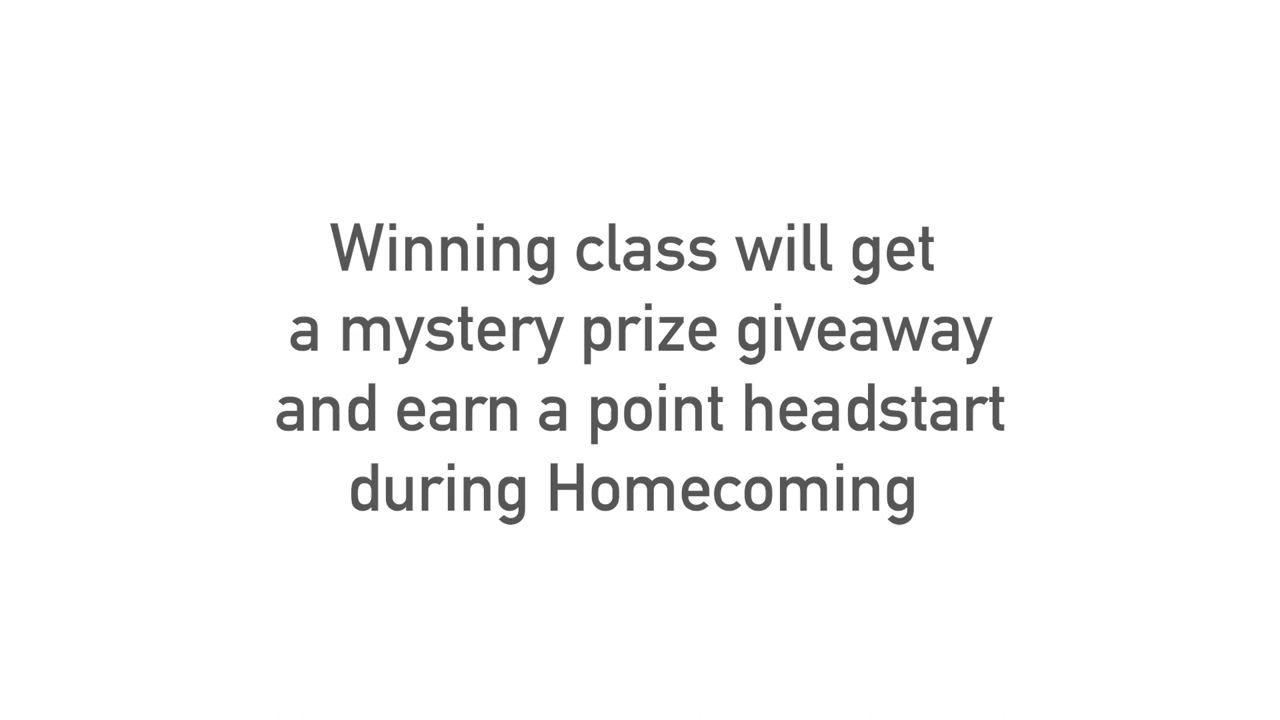 Winning class will get
a mystery prize giveaway
and earn a point headstart
during Homecoming